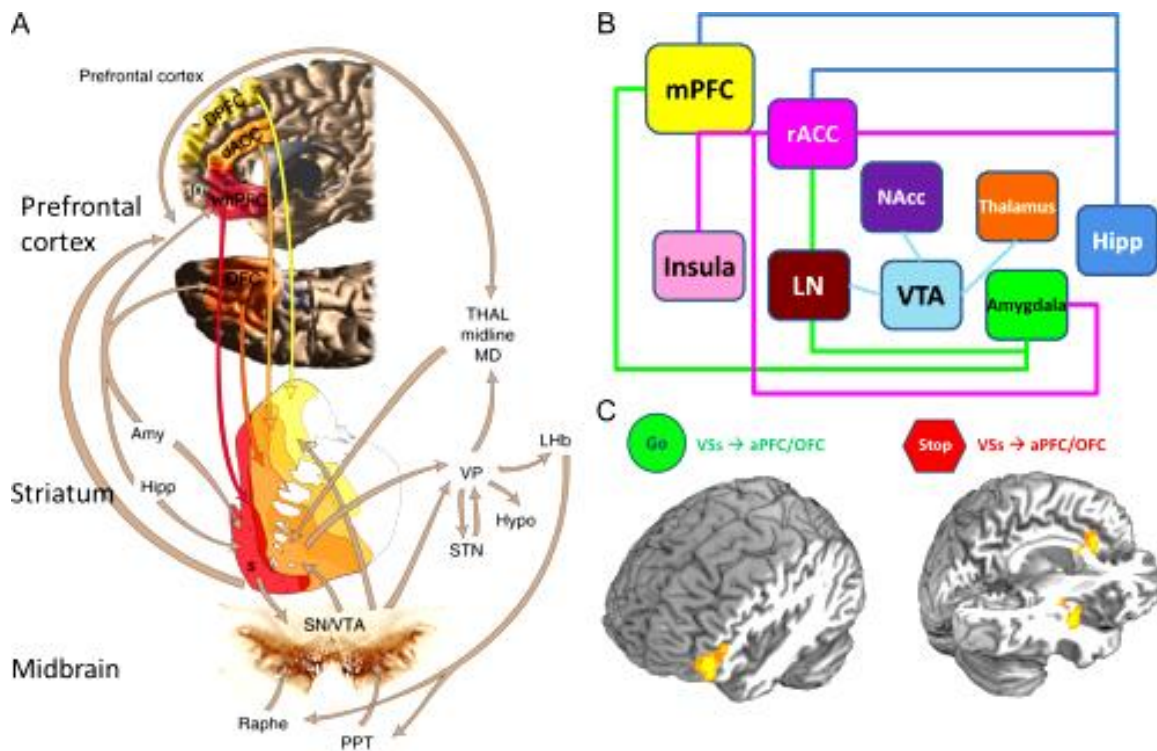 A
Prefrontal cortex
DPFC
dACC
10
vmPFC
Prefrontal
cortex
OFC
THAL
midline
MD
Amy
LHb
Striatum
Hipp
VP
Hypo
STN
S
SN/VTA
Midbrain
Raphe
PPT
B
mPFC
rACC
NAcc
Thalamus
Hipp
Insula
LN
VTA
Amygdala
C
Go
VSs → aPFC/OFC
Stop
VSs → aPFC/OFC